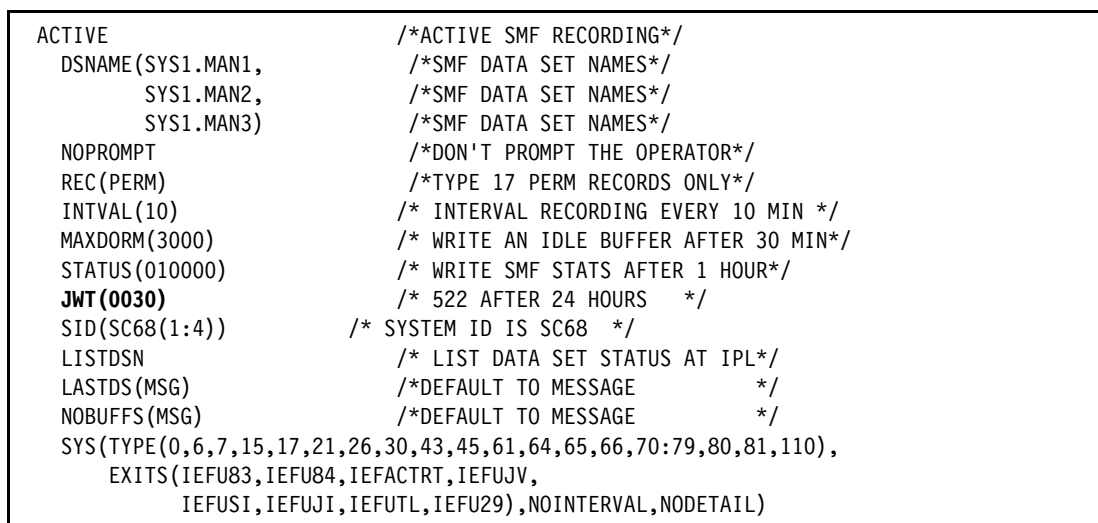 ACTIVE                        /*ACTIVE SMF RECORDING*/
  DSNAME(SYS1.MAN1,            /*SMF DATA SET NAMES*/
         SYS1.MAN2,            /*SMF DATA SET NAMES*/
         SYS1.MAN3)            /*SMF DATA SET NAMES*/
  NOPROMPT                     /*DON'T PROMPT THE OPERATOR*/
  REC(PERM)                    /*TYPE 17 PERM RECORDS ONLY*/
  INTVAL(10)                  /* INTERVAL RECORDING EVERY 10 MIN */
  MAXDORM(3000)               /* WRITE AN IDLE BUFFER AFTER 30 MIN*/
  STATUS(010000)              /* WRITE SMF STATS AFTER 1 HOUR*/
  JWT(0030)                   /* 522 AFTER 24 HOURS   */
  SID(SC68(1:4))          /* SYSTEM ID IS SC68  */
  LISTDSN                     /* LIST DATA SET STATUS AT IPL*/
  LASTDS(MSG)                 /*DEFAULT TO MESSAGE          */
  NOBUFFS(MSG)                /*DEFAULT TO MESSAGE          */
  SYS(TYPE(0,6,7,15,17,21,26,30,43,45,61,64,65,66,70:79,80,81,110),
      EXITS(IEFU83,IEFU84,IEFACTRT,IEFUJV,
            IEFUSI,IEFUJI,IEFUTL,IEFU29),NOINTERVAL,NODETAIL)